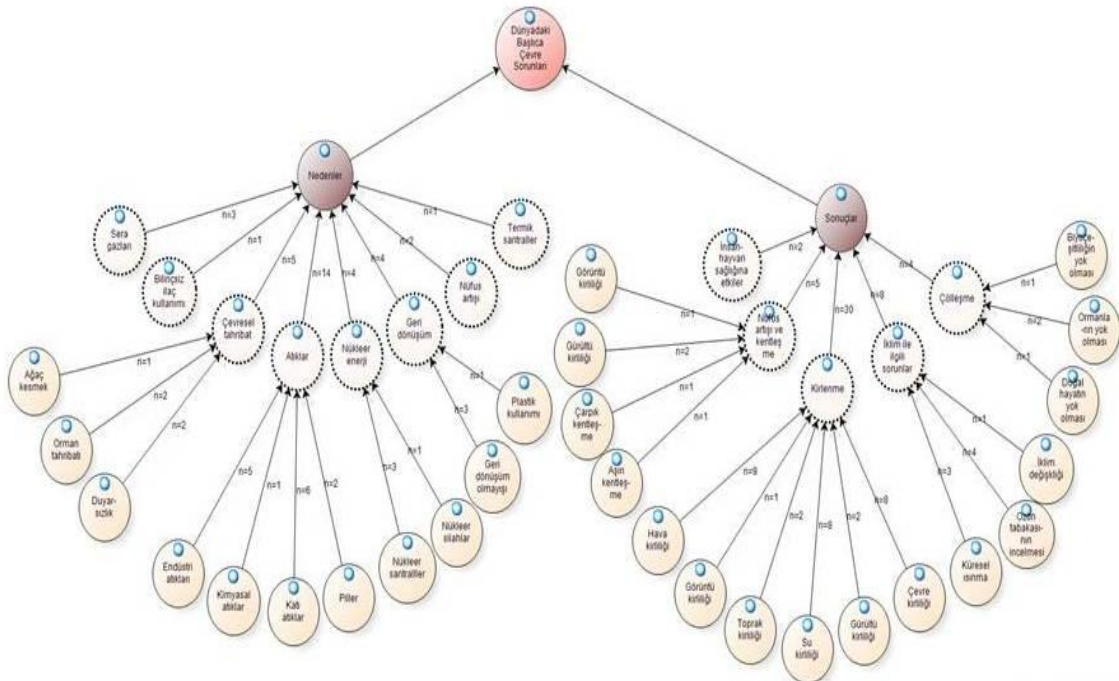 Dünyadaki
Başlıca
Çevre
Sorunları
Nedenler
Sonuçlar
n=3
n=1
n=5
n=14
n=4
n=4
n=2
n=1
Sera
gazları
Bilinçsiz
ilaç
kullanımı
Çevresel
tahribat
Atıklar
Nükleer
enerji
Geri
dönüşüm
Nüfus
artışı
Termik
santraller
n=1
n=2
n=2
Ağaç
kesmek
Orman
tahribatı
Duyar-
sızlık
n=5
n=1
n=6
n=2
Endüstri
atıkları
Kimyasal
atıklar
Katı
atıklar
Piller
n=3
n=1
Nükleer
santralller
Nükleer
silahlar
n=3
n=1
Geri
dönüşüm
olmayışı
Plastik
kullanımı
n=2
n=5
n=30
n=8
n=4
İnsan-
hayvan
sağlığına
etkiler
Nüfus
artışı ve
kentleş-
me
Kirlenme
İklim ile
ilgili
sorunlar
Çölleşme
n=1
n=2
n=1
n=1
Görüntü
kirliliği
Gürültü
kirliliği
Çarpık
kentleş-
me
Aşırı
kentleş-
me
n=9
n=1
n=2
n=8
n=2
n=8
Hava
kirliliği
Görüntü
kirliliği
Toprak
kirliliği
Su
kirliliği
Gürültü
kirliliği
Çevre
kirliliği
n=3
n=4
n=1
Küresel
ısınma
Ozon
tabakası-
nın
incelmesi
İklim
değişkliği
n=1
n=2
n=1
Biyoçe-
şitliliğin
yok
olması
Ormanla
-rın yok
olması
Doğal
hayatın
yok
olması